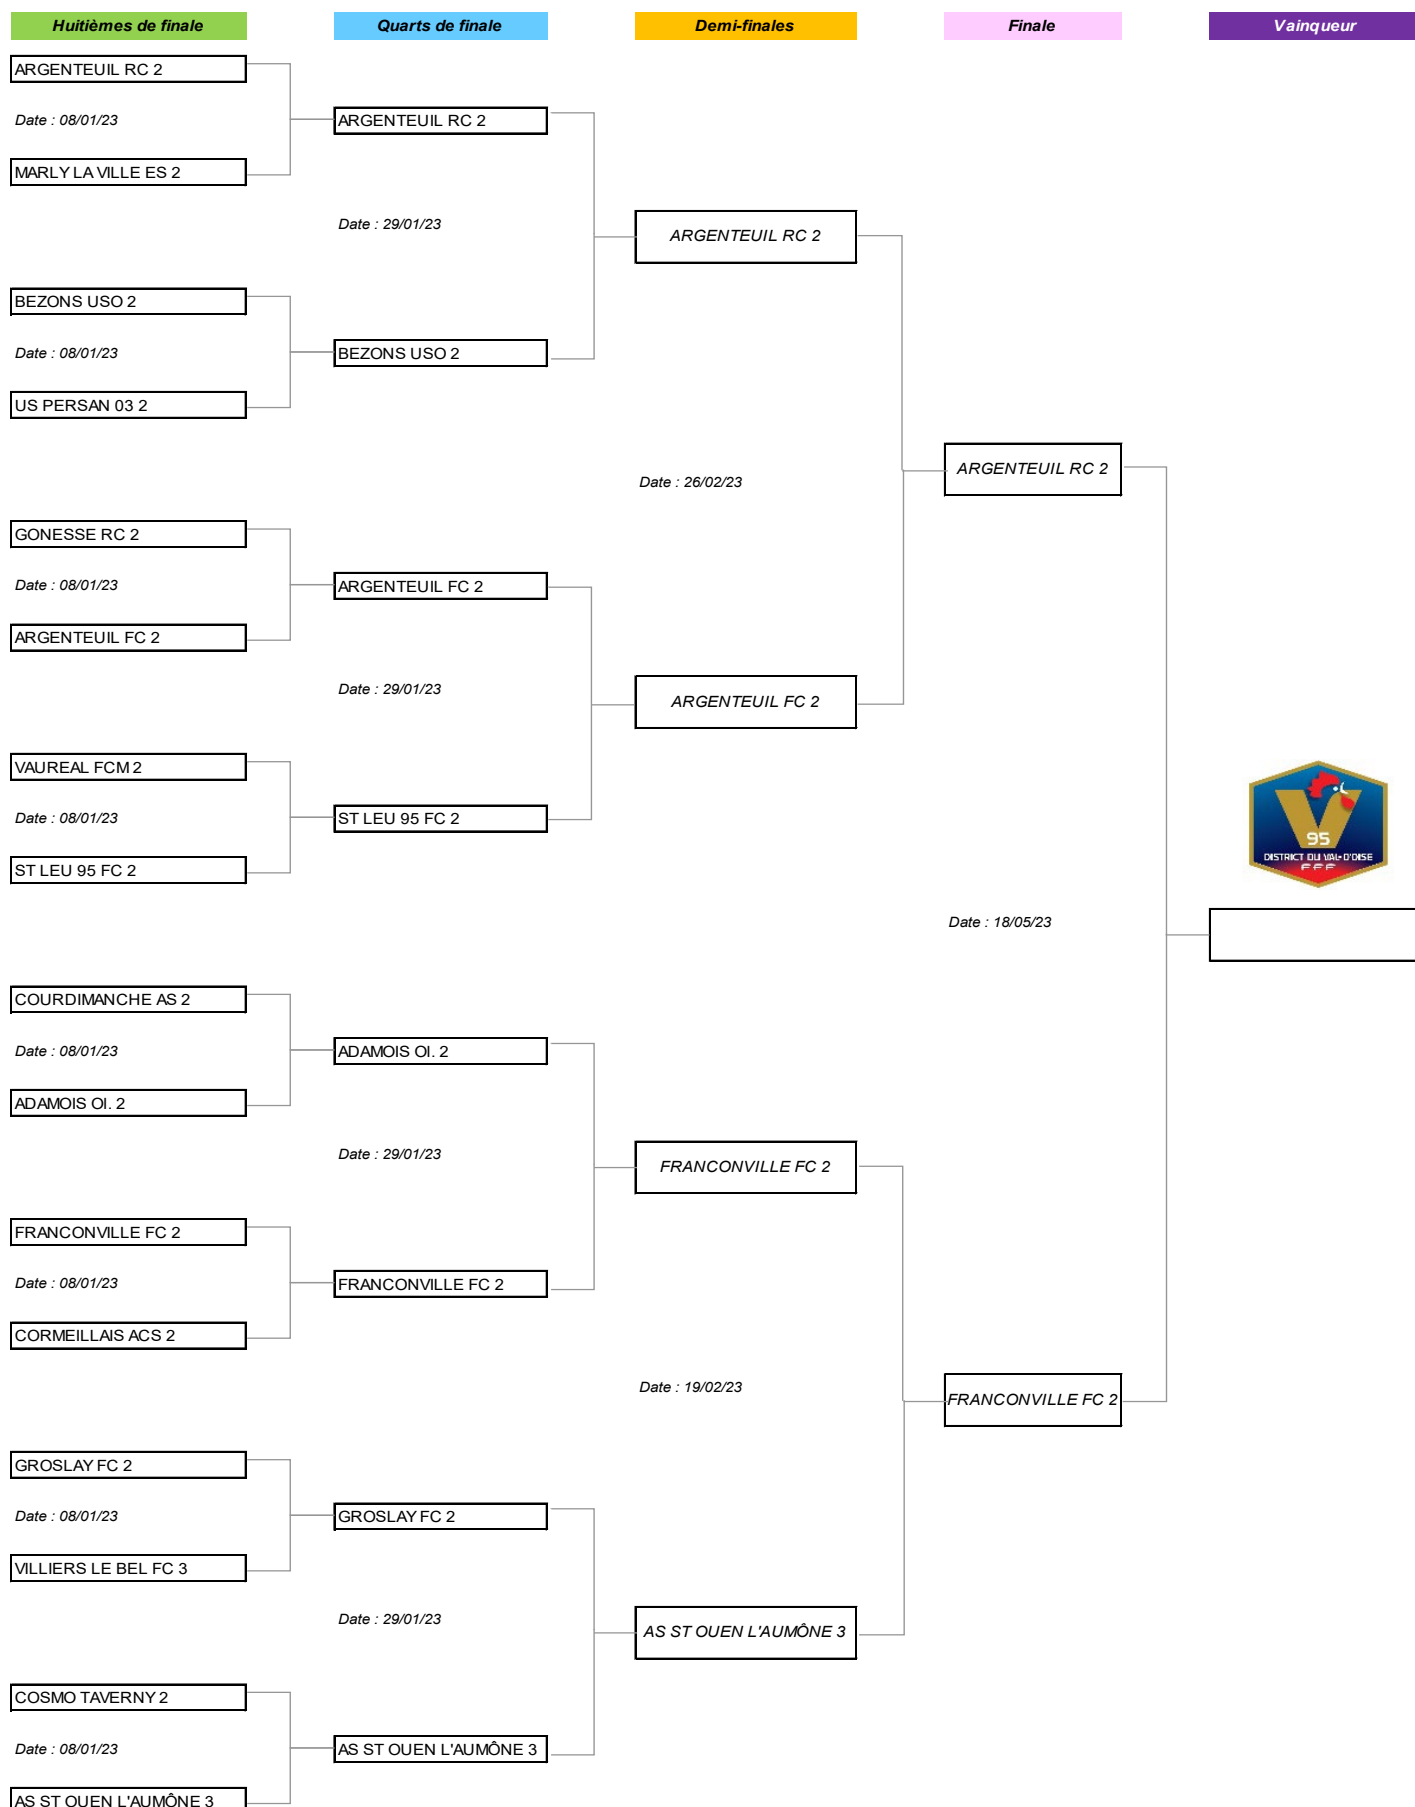 Huitièmes de finale
Quarts de finale
Demi-finales
Finale
Vainqueur
ARGENTEUIL RC 2
Date : 08/01/23
ARGENTEUIL RC 2
MARLY LA VILLE ES 2
Date : 29/01/23
ARGENTEUIL RC 2
BEZONS USO 2
Date : 08/01/23
BEZONS USO 2
US PERSAN 03 2
Date : 26/02/23
ARGENTEUIL RC 2
GONESSE RC 2
Date : 08/01/23
ARGENTEUIL FC 2
ARGENTEUIL FC 2
Date : 29/01/23
ARGENTEUIL FC 2
VAUREAL FCM 2
Date : 08/01/23
ST LEU 95 FC 2
ST LEU 95 FC 2
95
DISTRICT DU VAL-D'OISE
FFF
Date : 18/05/23
COURDIMANCHE AS 2
Date : 08/01/23
ADAMOIS Ol. 2
ADAMOIS Ol. 2
Date : 29/01/23
FRANCONVILLE FC 2
FRANCONVILLE FC 2
Date : 08/01/23
FRANCONVILLE FC 2
CORMEILLAIS ACS 2
Date : 19/02/23
FRANCONVILLE FC 2
GROSLAY FC 2
Date : 08/01/23
GROSLAY FC 2
VILLIERS LE BEL FC 3
Date : 29/01/23
AS ST OUEN L'AUMÔNE 3
COSMO TAVERNY 2
Date : 08/01/23
AS ST OUEN L'AUMÔNE 3
AS ST OUEN L'AUMÔNE 3